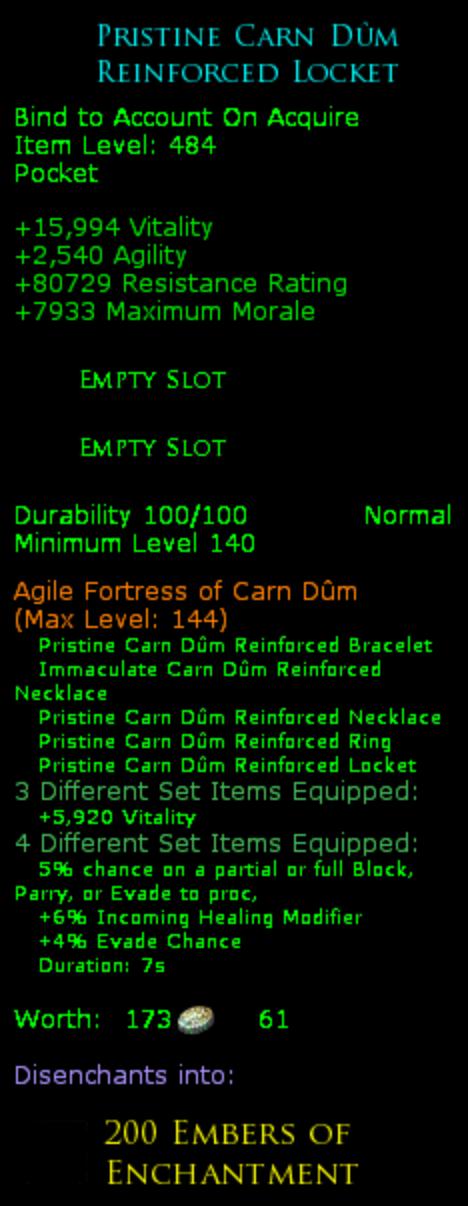 Pristine Carn Dûm
Reinforced Locket
Bind to Account On Acquire
Item Level: 484
Pocket
+15,994 Vitality
+2,540 Agility
+80729 Resistance Rating
+7933 Maximum Morale
Empty Slot
Empty Slot
Durability 100/100 Normal
Minimum Level 140
Agile Fortress of Carn Dûm
(Max Level: 144)
Pristine Carn Dûm Reinforced Bracelet
Immaculate Carn Dûm Reinforced
Necklace
Pristine Carn Dûm Reinforced Necklace
Pristine Carn Dûm Reinforced Ring
Pristine Carn Dûm Reinforced Locket
3 Different Set Items Equipped:
+5,920 Vitality
4 Different Set Items Equipped:
5% chance on a partial or full Block,
Parry, or Evade to proc,
+6% Incoming Healing Modifier
+4% Evade Chance
Duration: 7s
Worth: 173 61
Disenchants into:
200 Embers of
Enchantment